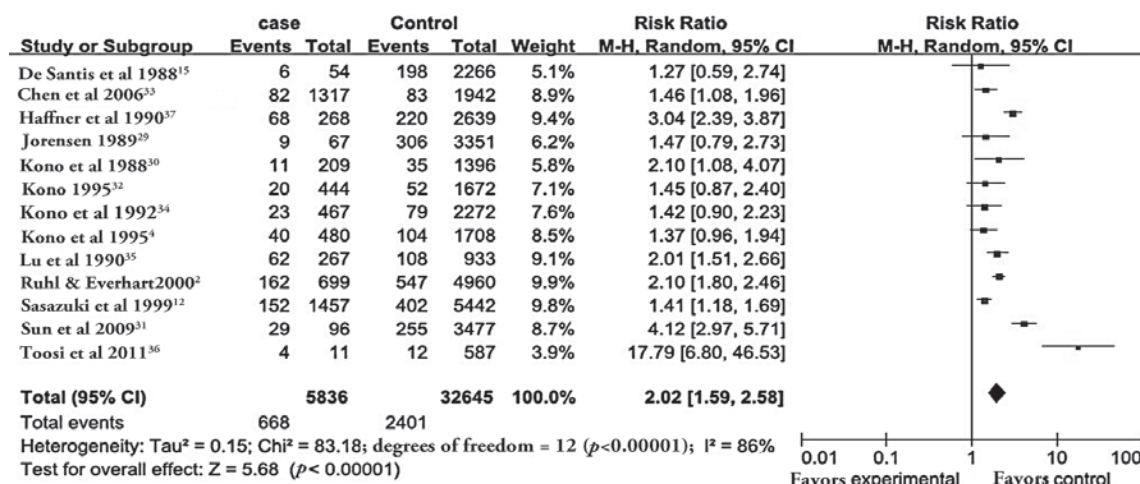 case Control Risk Ratio Risk Ratio
Study or Subgroup Events Total Events Total Weight M-H, Random, 95% CI M-H, Random, 95% CI
De Santis et al 1988¹⁵ 6 54 198 2266 5.1% 1.27 [0.59, 2.74]
Chen et al 2006³³ 82 1317 83 1942 8.9% 1.46 [1.08, 1.96]
Haffner et al 1990³⁷ 68 268 220 2639 9.4% 3.04 [2.39, 3.87]
Jorensen 1989²⁹ 9 67 306 3351 6.2% 1.47 [0.79, 2.73]
Kono et al 1988³⁰ 11 209 35 1396 5.8% 2.10 [1.08, 4.07]
Kono 1995³² 20 444 52 1672 7.1% 1.45 [0.87, 2.40]
Kono et al 1992³⁴ 23 467 79 2272 7.6% 1.42 [0.90, 2.23]
Kono et al 1995⁴ 40 480 104 1708 8.5% 1.37 [0.96, 1.94]
Lu et al 1990³⁵ 62 267 108 933 9.1% 2.01 [1.51, 2.66]
Ruhl & Everhart2000² 162 699 547 4960 9.9% 2.10 [1.80, 2.46]
Sasazuki et al 1999¹² 152 1457 402 5442 9.8% 1.41 [1.18, 1.69]
Sun et al 2009³¹ 29 96 255 3477 8.7% 4.12 [2.97, 5.71]
Toosi et al 2011³⁶ 4 11 12 587 3.9% 17.79 [6.80, 46.53]
Total (95% CI) 5836 32645 100.0% 2.02 [1.59, 2.58]
Total events 668 2401
Heterogeneity: Tau² = 0.15; Chi² = 83.18; degrees of freedom = 12 (p<0.00001); I² = 86%
Test for overall effect: Z = 5.68 (p< 0.00001)
0.01 0.1 1 10 100
Favors experimental Favors control